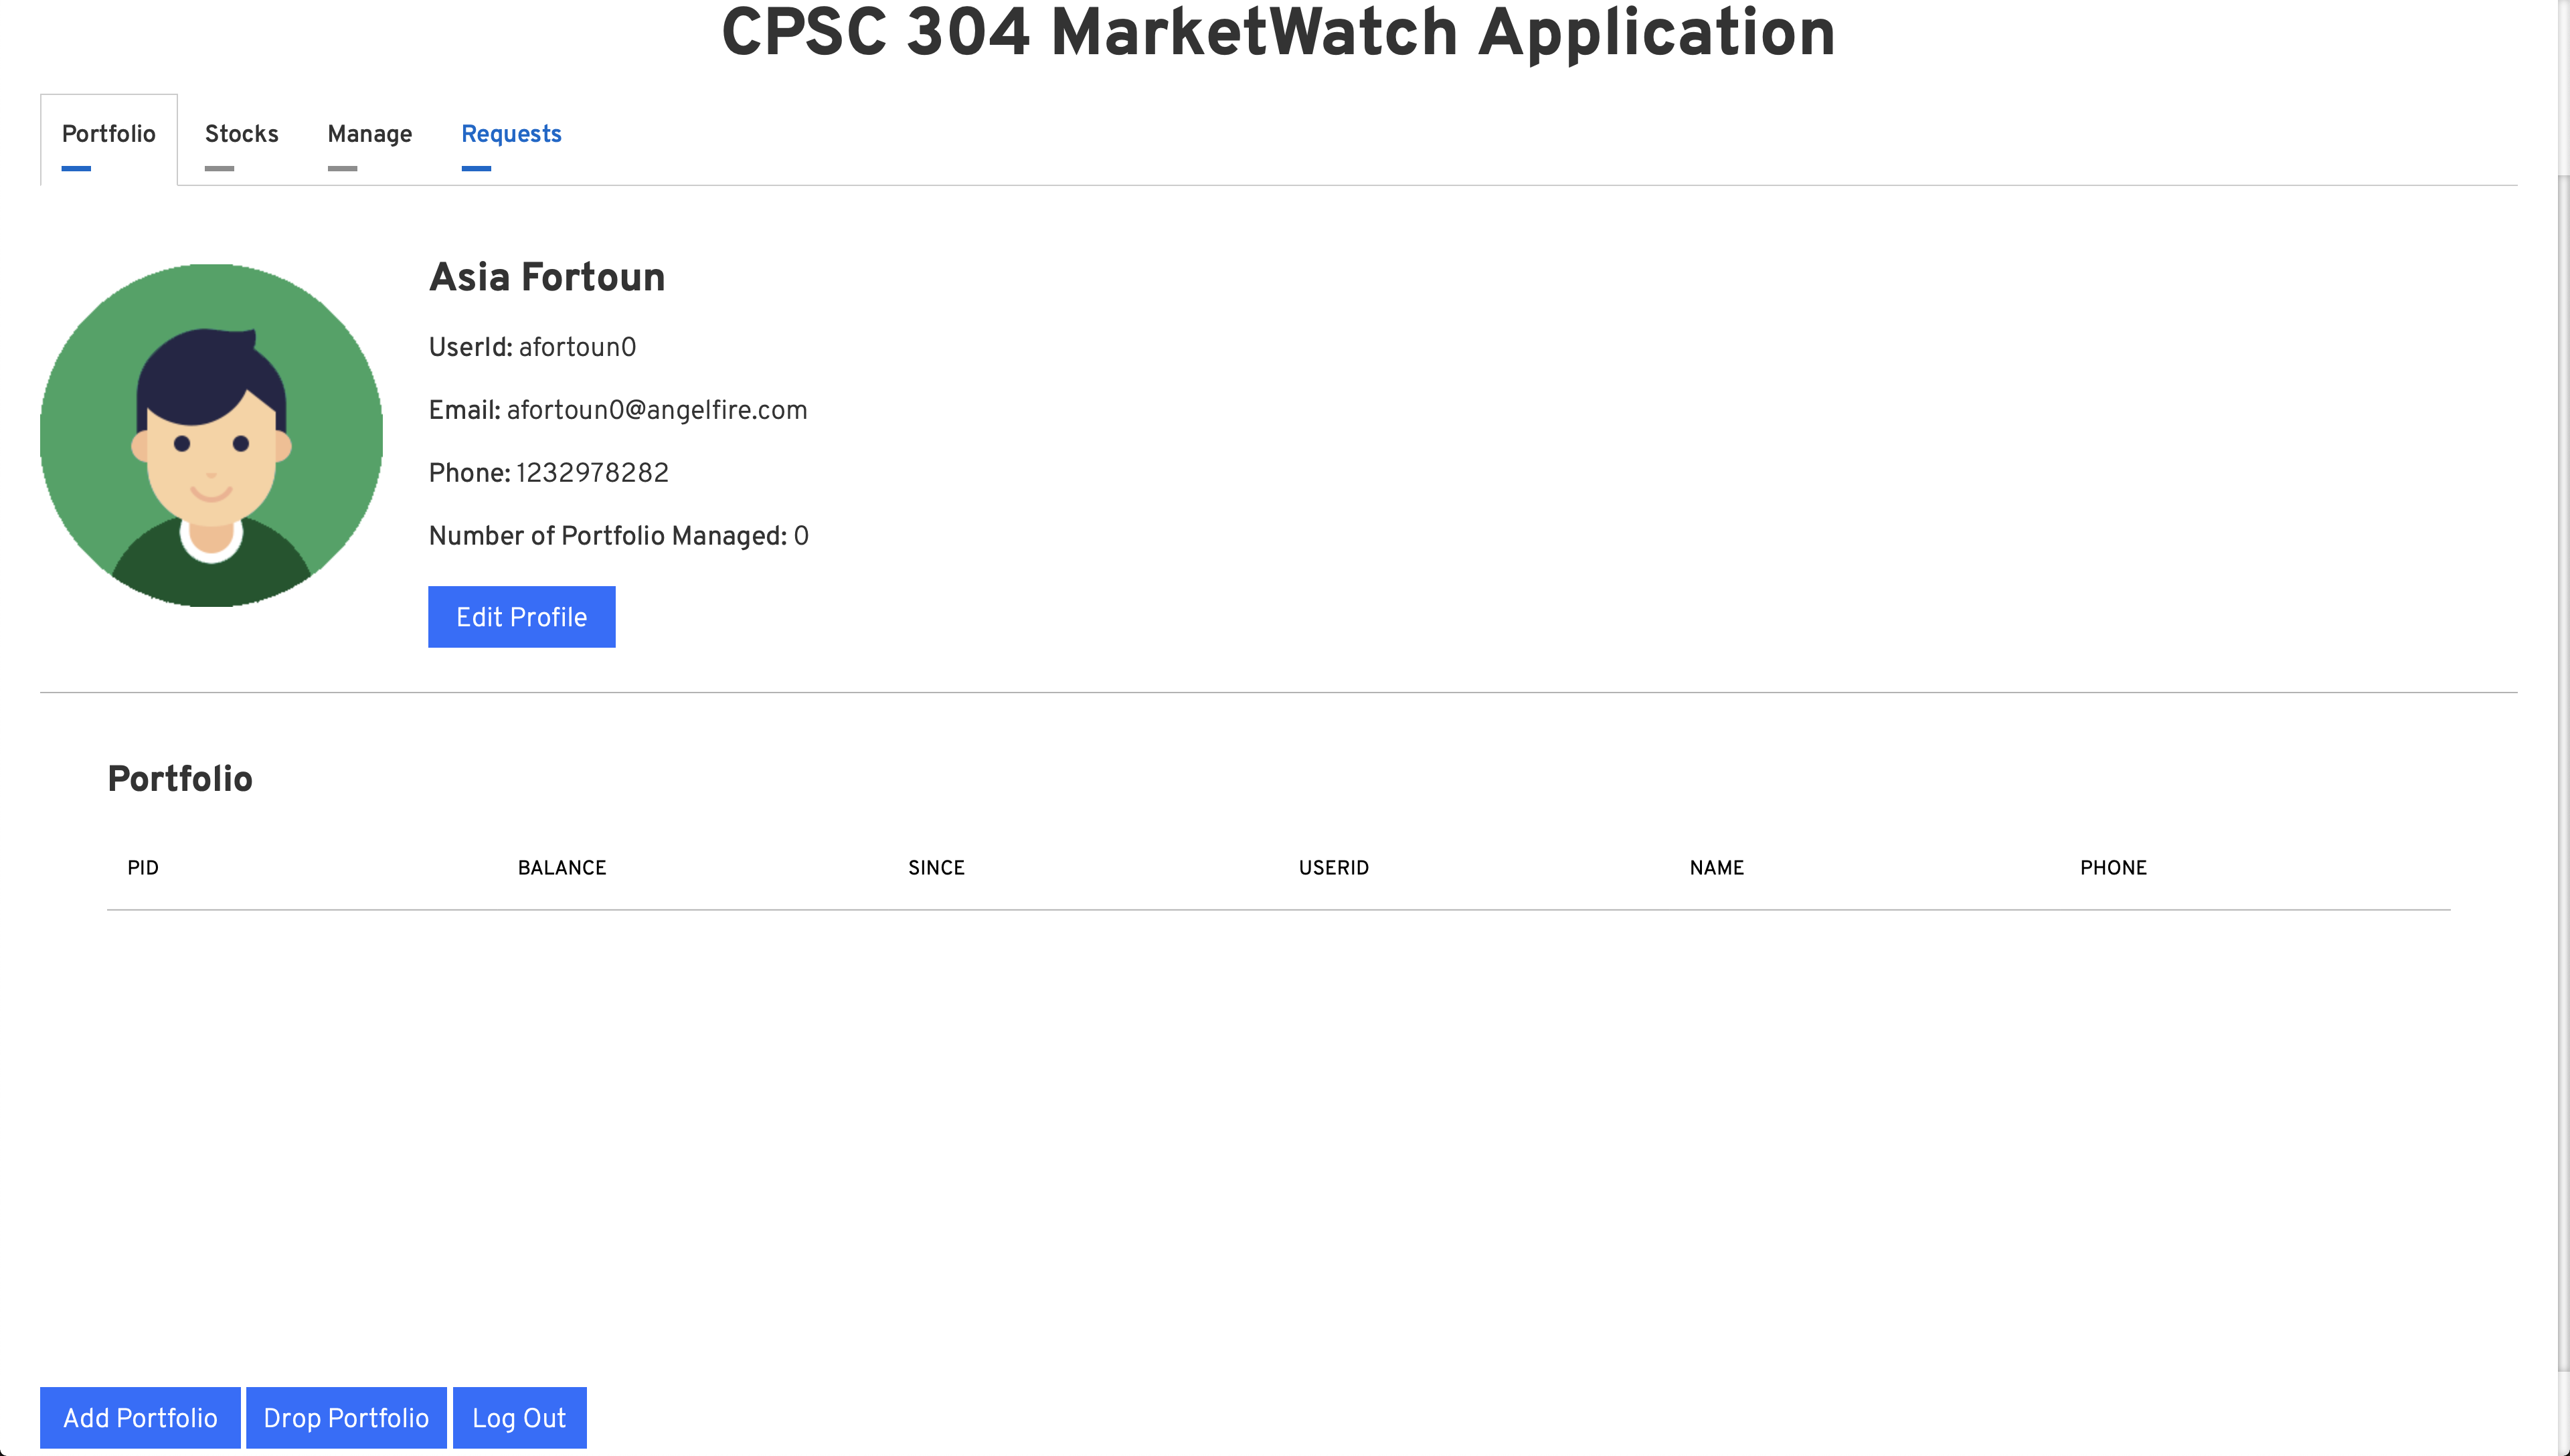 CPSC 304 MarketWatch Application
Portfolio Stocks Manage Requests
Asia Fortoun
UserId: afortoun0
Email: afortoun0@angelfire.com
Phone: 1232978282
Number of Portfolio Managed: 0
Edit Profile
Portfolio
PID BALANCE SINCE USERID NAME PHONE
Add Portfolio Drop Portfolio Log Out